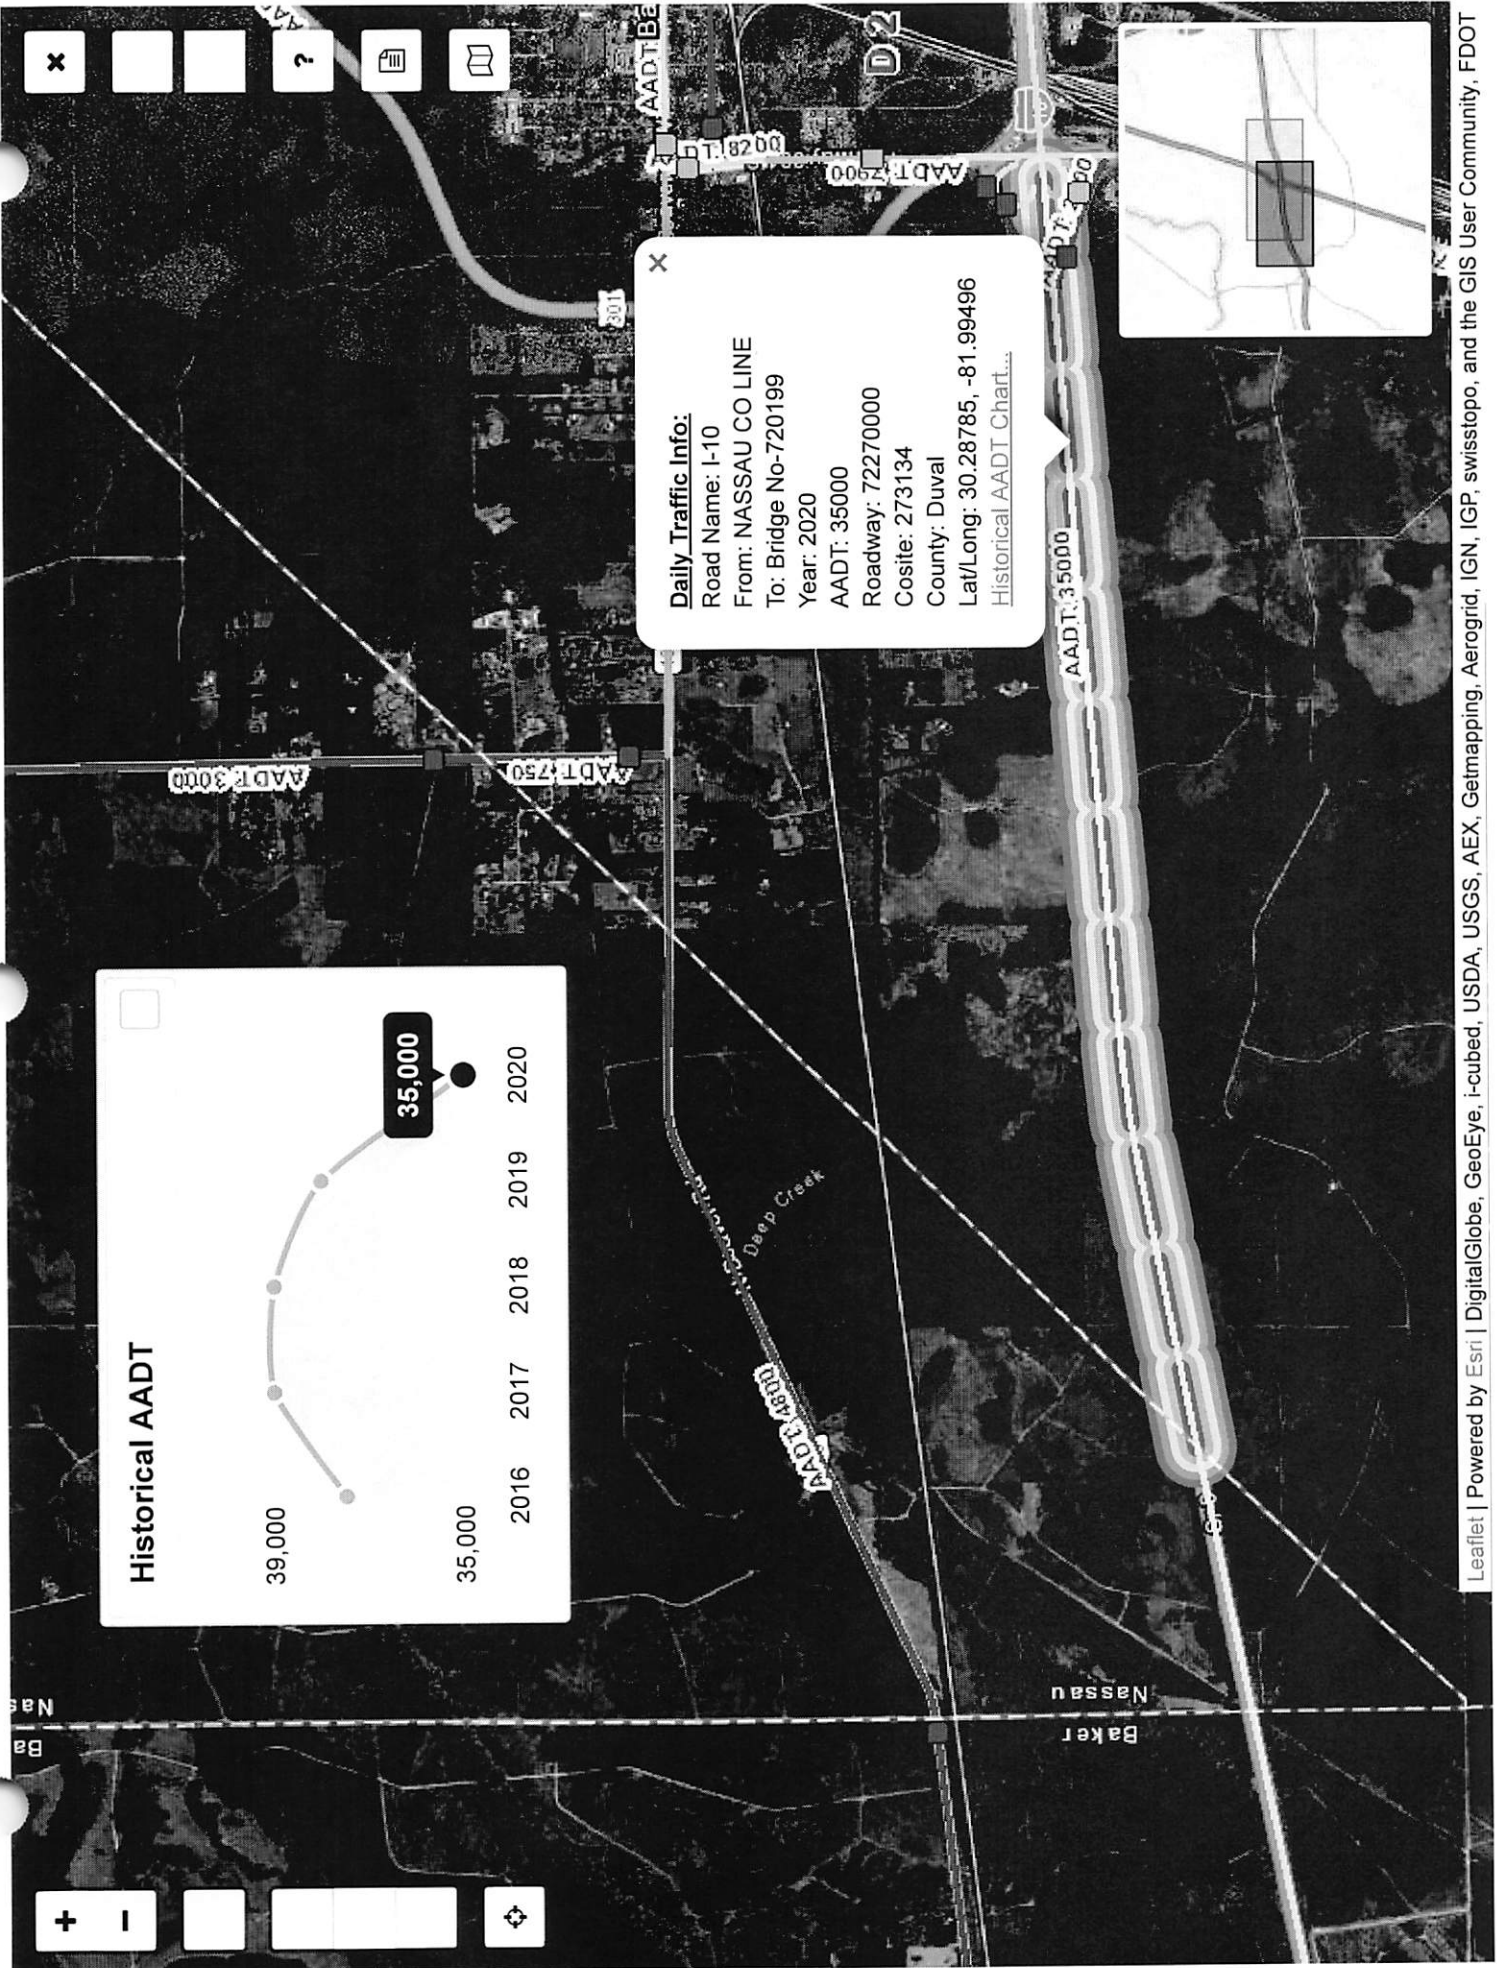 +
−
Historical AADT
39,000
35,000
2016
2017
2018
2019
2020
35,000
×
?
Daily Traffic Info:
Road Name: I-10
From: NASSAU CO LINE
To: Bridge No-720199
Year: 2020
AADT: 35000
Roadway: 72270000
Cosite: 273134
County: Duval
Lat/Long: 30.28785, -81.99496
Historical AADT Chart...
×
AADT: 3000
AADT: 750
301
AADT
8200
AADT: 7900
D2
AADT: 4800
Deep Creek
AADT: 35000
Nassau
Baker
Leaflet | Powered by Esri | DigitalGlobe, GeoEye, i-cubed, USDA, USGS, AEX, Getmapping, Aerogrid, IGN, IGP, swisstopo, and the GIS User Community, FDOT